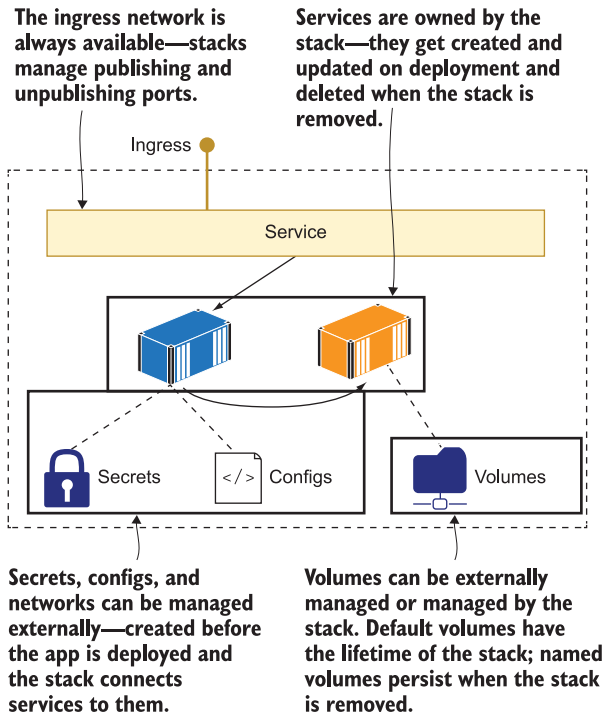 The ingress network is
always available—stacks
manage publishing and
unpublishing ports.
Services are owned by the
stack—they get created and
updated on deployment and
deleted when the stack is
removed.
Ingress
Service
Secrets
</>
Configs
Volumes
Secrets, configs, and
networks can be managed
externally—created before
the app is deployed and
the stack connects
services to them.
Volumes can be externally
managed or managed by the
stack. Default volumes have
the lifetime of the stack; named
volumes persist when the stack
is removed.